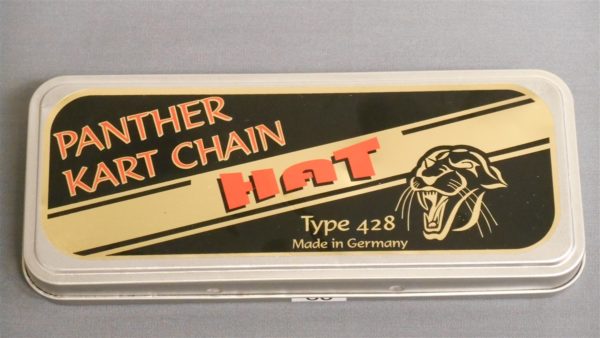 PANTHER
KART CHAIN
HAT
Type 428
Made in Germany